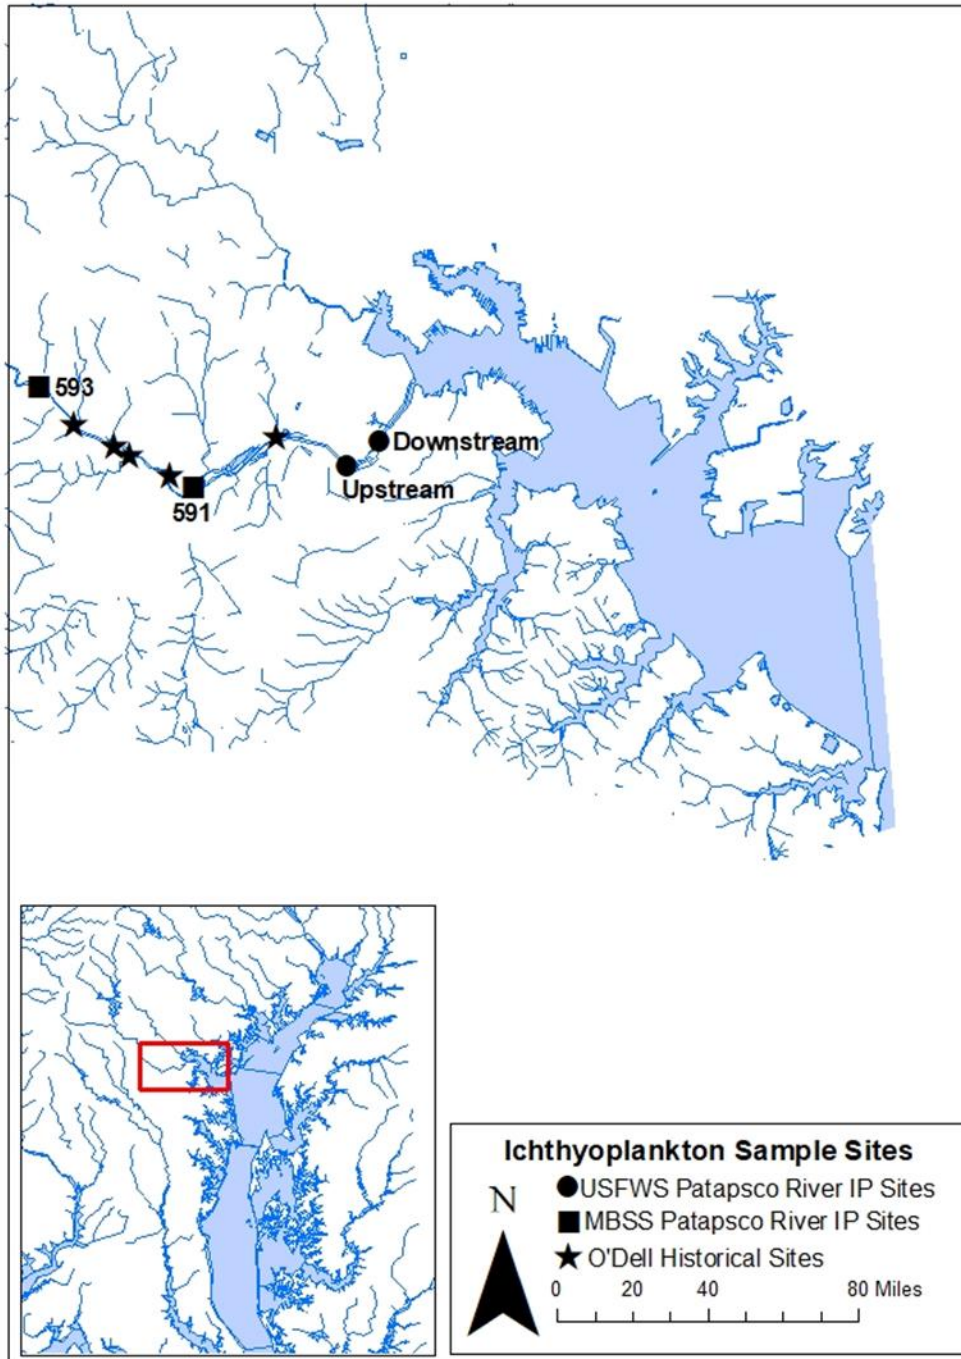 593
Downstream
Upstream
591
Ichthyoplankton Sample Sites
N
USFWS Patapsco River IP Sites
MBSS Patapsco River IP Sites
O'Dell Historical Sites
0 20 40 80 Miles